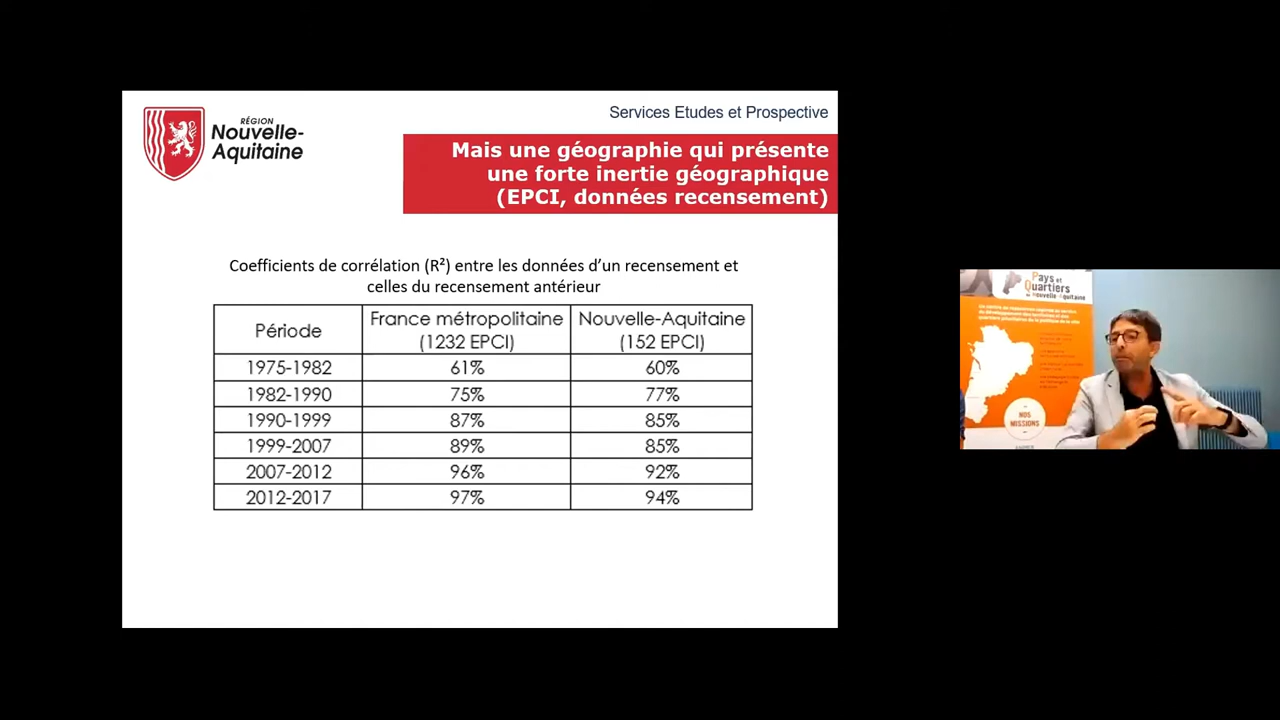 RÉGION
Nouvelle-
Aquitaine
Services Etudes et Prospective
Mais une géographie qui présente
une forte inertie géographique
(EPCI, données recensement)
Coefficients de corrélation (R²) entre les données d’un recensement et
celles du recensement antérieur
Période France métropolitaine (1232 EPCI) Nouvelle-Aquitaine (152 EPCI)
1975-1982 61% 60%
1982-1990 75% 77%
1990-1999 87% 85%
1999-2007 89% 85%
2007-2012 96% 92%
2012-2017 97% 94%
Pays et
Quartiers
Nouvelle-Aquitaine
NOS
MISSIONS